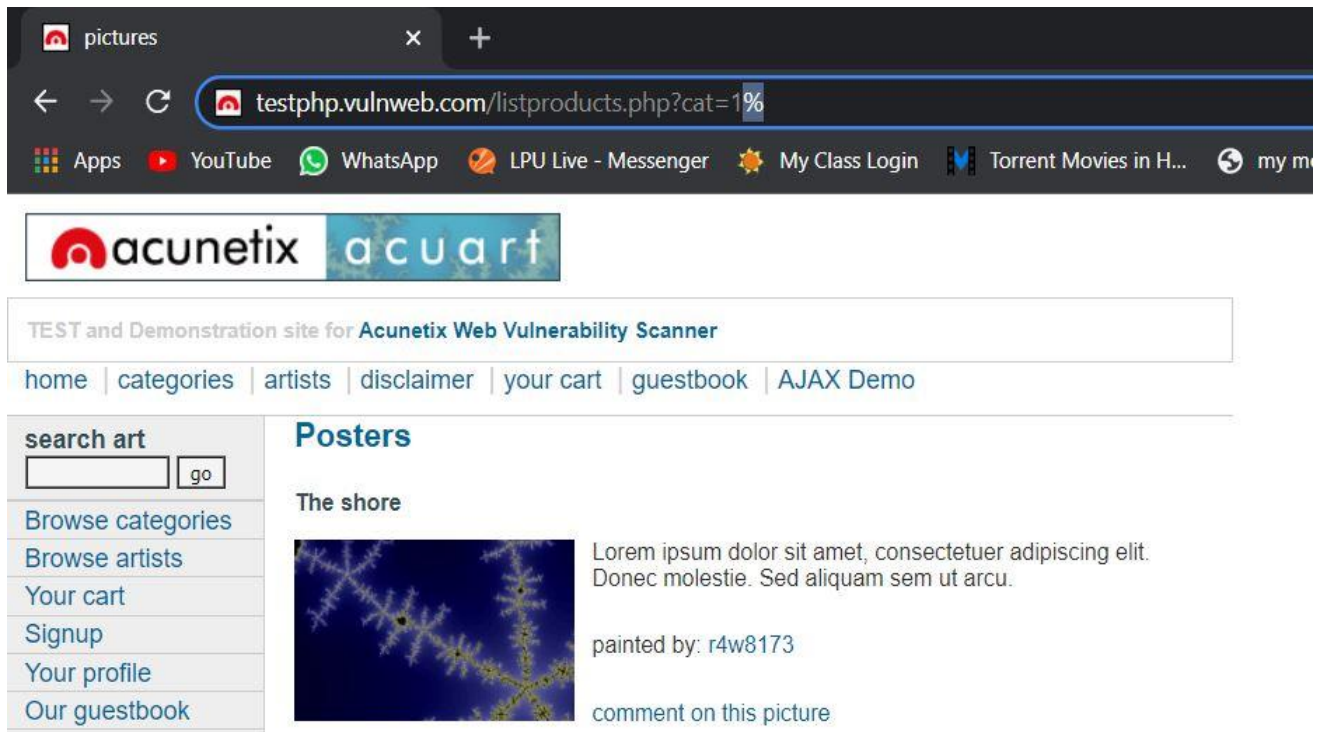 pictures
testphp.vulnweb.com/listproducts.php?cat=1%
Apps YouTube WhatsApp LPU Live - Messenger My Class Login Torrent Movies in H... my
acunetix acuart
TEST and Demonstration site for Acunetix Web Vulnerability Scanner
home | categories | artists | disclaimer | your cart | guestbook | AJAX Demo
search art
go
Browse categories
Browse artists
Your cart
Signup
Your profile
Our guestbook
Posters
The shore
Lorem ipsum dolor sit amet, consectetuer adipiscing elit.
Donec molestie. Sed aliquam sem ut arcu.
painted by: r4w8173
comment on this picture